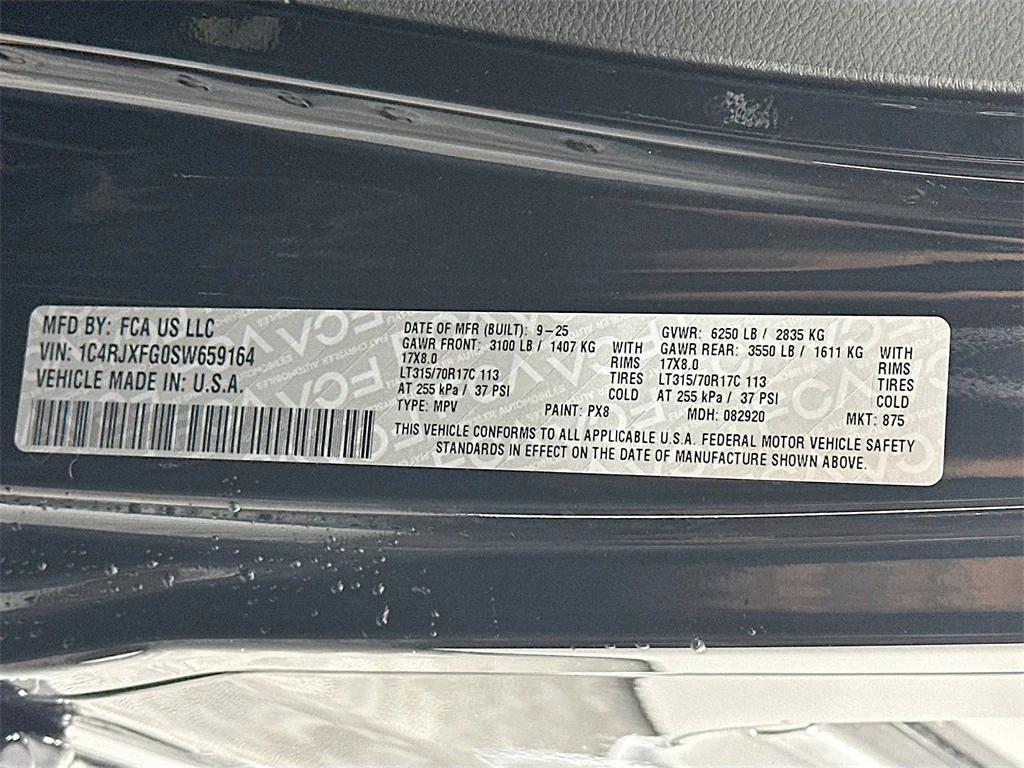 MFD BY: FCA US LLC
VIN: 1C4RJXFG0SW659164
VEHICLE MADE IN: U.S.A.
DATE OF MFR (BUILT): 9-25
GAWR FRONT: 3100 LB / 1407 KG WITH
17X8.0 RIMS
LT315/70R17C 113 TIRES
AT 255 kPa / 37 PSI COLD
TYPE: MPV PAINT: PX8
GVWR: 6250 LB / 2835 KG
GAWR REAR: 3550 LB / 1611 KG WITH
17X8.0 RIMS
LT315/70R17C 113 TIRES
AT 255 kPa / 37 PSI COLD
MDH: 082920 MKT: 875
THIS VEHICLE CONFORMS TO ALL APPLICABLE U.S.A. FEDERAL MOTOR VEHICLE SAFETY
STANDARDS IN EFFECT ON THE DATE OF MANUFACTURE SHOWN ABOVE.